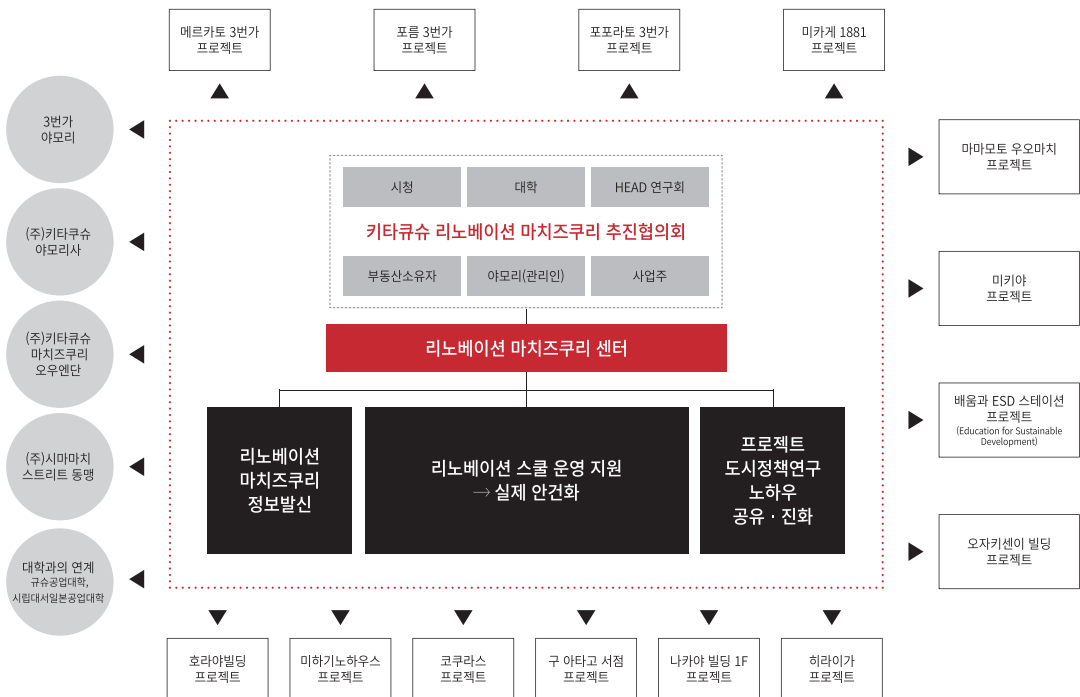 메르카토 3번가
프로젝트
포름 3번가
프로젝트
포포라토 3번가
프로젝트
미카게 1881
프로젝트
3번가
야모리
(주)키타쿠슈
야모리사
(주)키타큐슈
마치즈쿠리
오우엔단
(주)시마마치
스트리트 동맹
대학과의 연계
규슈공업대학,
시립대서일본공업대학
시청
대학
HEAD 연구회
키타큐슈 리노베이션 마치즈쿠리 추진협의회
부동산소유자
야모리(관리인)
사업주
리노베이션 마치즈쿠리 센터
리노베이션
마치즈쿠리
정보발신
리노베이션 스쿨 운영 지원
→ 실제 안건화
프로젝트
도시정책연구
노하우
공유 · 진화
마마모토 우오마치
프로젝트
미키야
프로젝트
배움과 ESD 스테이션
프로젝트
(Education for Sustainable
Development)
오자키센이 빌딩
프로젝트
호라야빌딩
프로젝트
미하기노하우스
프로젝트
코쿠라스
프로젝트
구 아타고 서점
프로젝트
나카야 빌딩 1F
프로젝트
히라이가
프로젝트